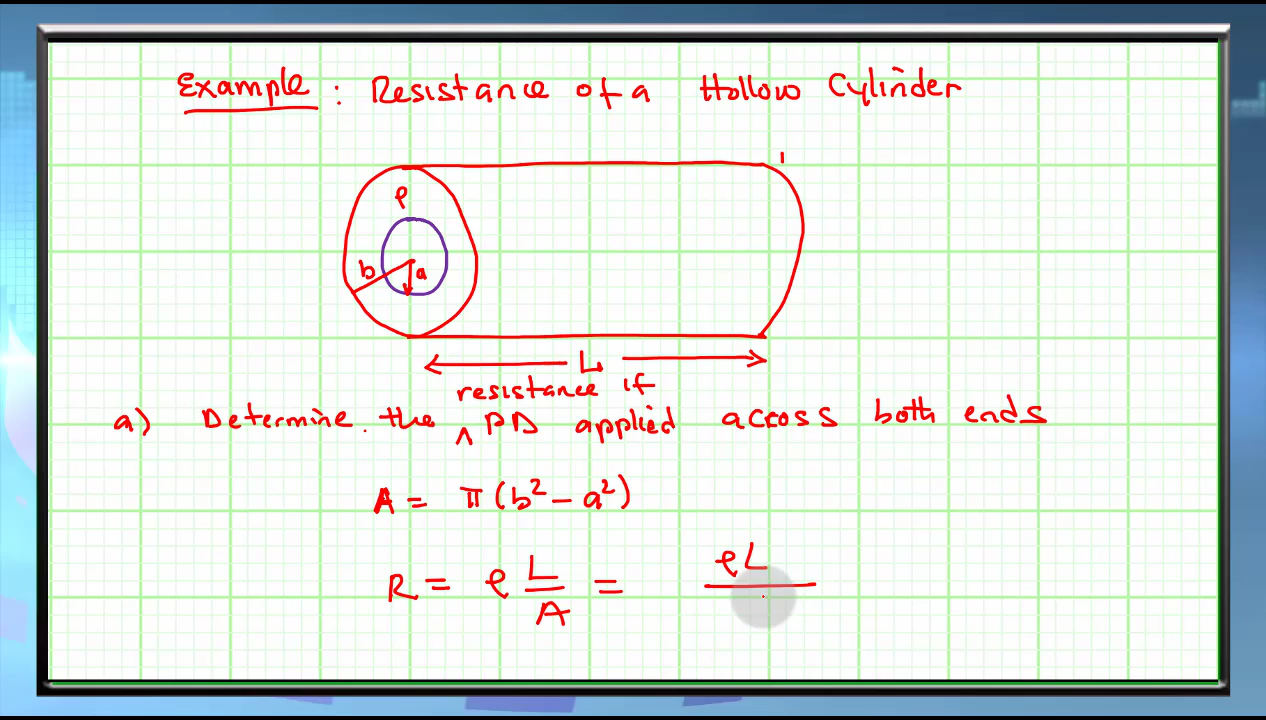 Example : Resistance of a Hollow Cylinder
ρ
b a
L
resistance if
a) Determine the ^ PD applied across both ends
A = π(b² - a²)
R = ρ L/A = ρL